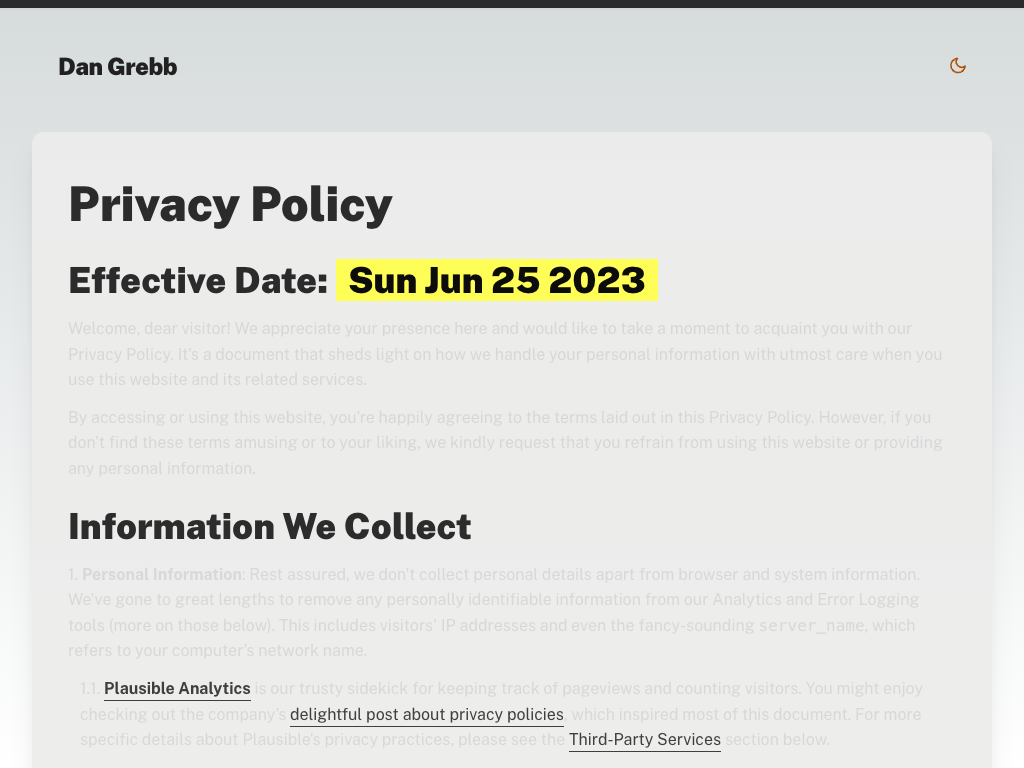 Dan Grebb
Privacy Policy
Effective Date: Sun Jun 25 2023
Welcome, dear visitor! We appreciate your presence here and would like to take a moment to acquaint you with our
Privacy Policy. It's a document that sheds light on how we handle your personal information with utmost care when you
use this website and its related services.
By accessing or using this website, you're happily agreeing to the terms laid out in this Privacy Policy. However, if you
don't find these terms amusing or to your liking, we kindly request that you refrain from using this website or providing
any personal information.
Information We Collect
1. Personal Information: Rest assured, we don't collect personal details apart from browser and system information.
We've gone to great lengths to remove any personally identifiable information from our Analytics and Error Logging
tools (more on those below). This includes visitors' IP addresses and even the fancy-sounding server_name, which
refers to your computer's network name.
1.1. Plausible Analytics is our trusty sidekick for keeping track of pageviews and counting visitors. You might enjoy
checking out the company's delightful post about privacy policies, which inspired most of this document. For more
specific details about Plausible's privacy practices, please see the Third-Party Services section below.